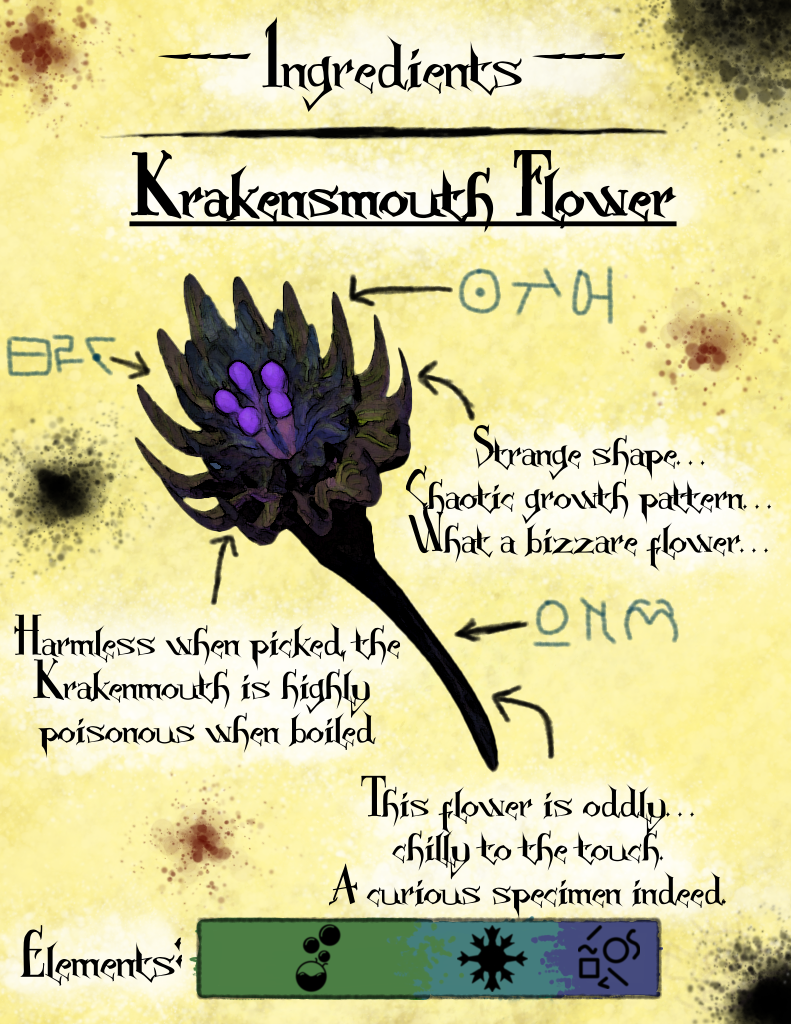 Ingredients
Krakensmouth Flower
Strange shape...
Chaotic growth pattern...
What a bizzare flower...
Harmless when picked, the
Krakenmouth is highly
poisonous when boiled.
This flower is oddly...
chilly to the touch.
A curious specimen indeed.
Elements: